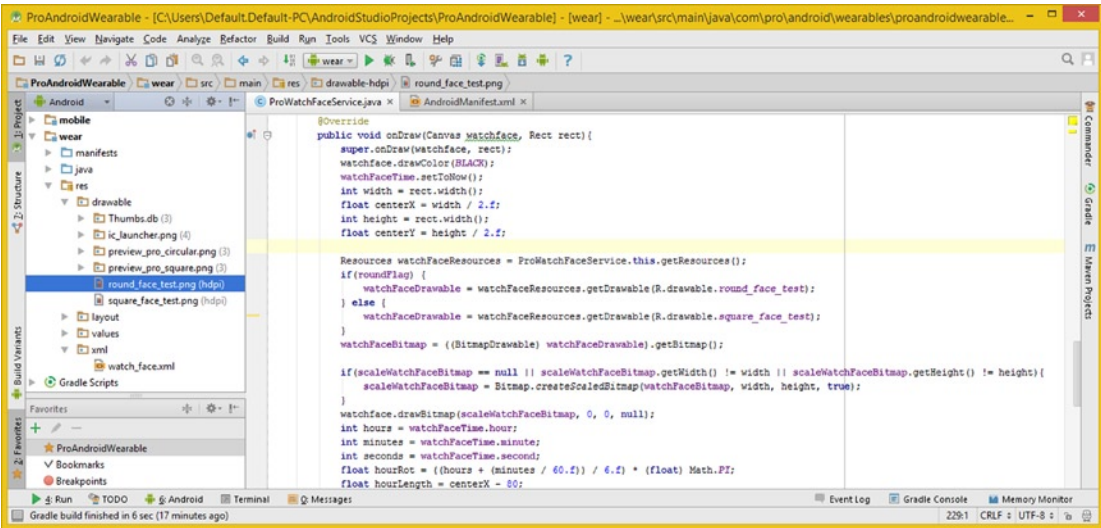 ProAndroidWearable - [C:\Users\Default.Default-PC\AndroidStudioProjects\ProAndroidWearable] - [wear] - ...\wear\src\main\java\com\pro\android\wearables\proandroidwearable...
File Edit View Navigate Code Analyze Refactor Build Run Tools VCS Window Help
wear
ProAndroidWearable wear src main res drawable-hdpi round_face_test.png
Android
ProWatchFaceService.java
AndroidManifest.xml
1: Project
7: Structure
Build Variants
2: Favorites
mobile
wear
manifests
java
res
drawable
Thumbs.db (3)
ic_launcher.png (4)
preview_pro_circular.png (3)
preview_pro_square.png (3)
round_face_test.png (hdpi)
square_face_test.png (hdpi)
layout
values
xml
watch_face.xml
Gradle Scripts
Favorites
ProAndroidWearable
Bookmarks
Breakpoints
@Override
public void onDraw(Canvas watchface, Rect rect){
super.onDraw(watchface, rect);
watchface.drawColor(BLACK);
watchFaceTime.setToNow();
int width = rect.width();
float centerX = width / 2.f;
int height = rect.width();
float centerY = height / 2.f;
Resources watchFaceResources = ProWatchFaceService.this.getResources();
if(roundFlag) {
watchFaceDrawable = watchFaceResources.getDrawable(R.drawable.round_face_test);
} else {
watchFaceDrawable = watchFaceResources.getDrawable(R.drawable.square_face_test);
}
watchFaceBitmap = ((BitmapDrawable) watchFaceDrawable).getBitmap();
if(scaleWatchFaceBitmap == null || scaleWatchFaceBitmap.getWidth() != width || scaleWatchFaceBitmap.getHeight() != height){
scaleWatchFaceBitmap = Bitmap.createScaledBitmap(watchFaceBitmap, width, height, true);
}
watchface.drawBitmap(scaleWatchFaceBitmap, 0, 0, null);
int hours = watchFaceTime.hour;
int minutes = watchFaceTime.minute;
int seconds = watchFaceTime.second;
float hourRot = ((hours + (minutes / 60.f)) / 6.f) * (float) Math.PI;
float hourLength = centerX - 80;
Commander
Gradle
Maven Projects
4: Run TODO 6: Android Terminal 0: Messages Event Log Gradle Console Memory Monitor
Gradle build finished in 6 sec (17 minutes ago) 229:1 CRLF UTF-8